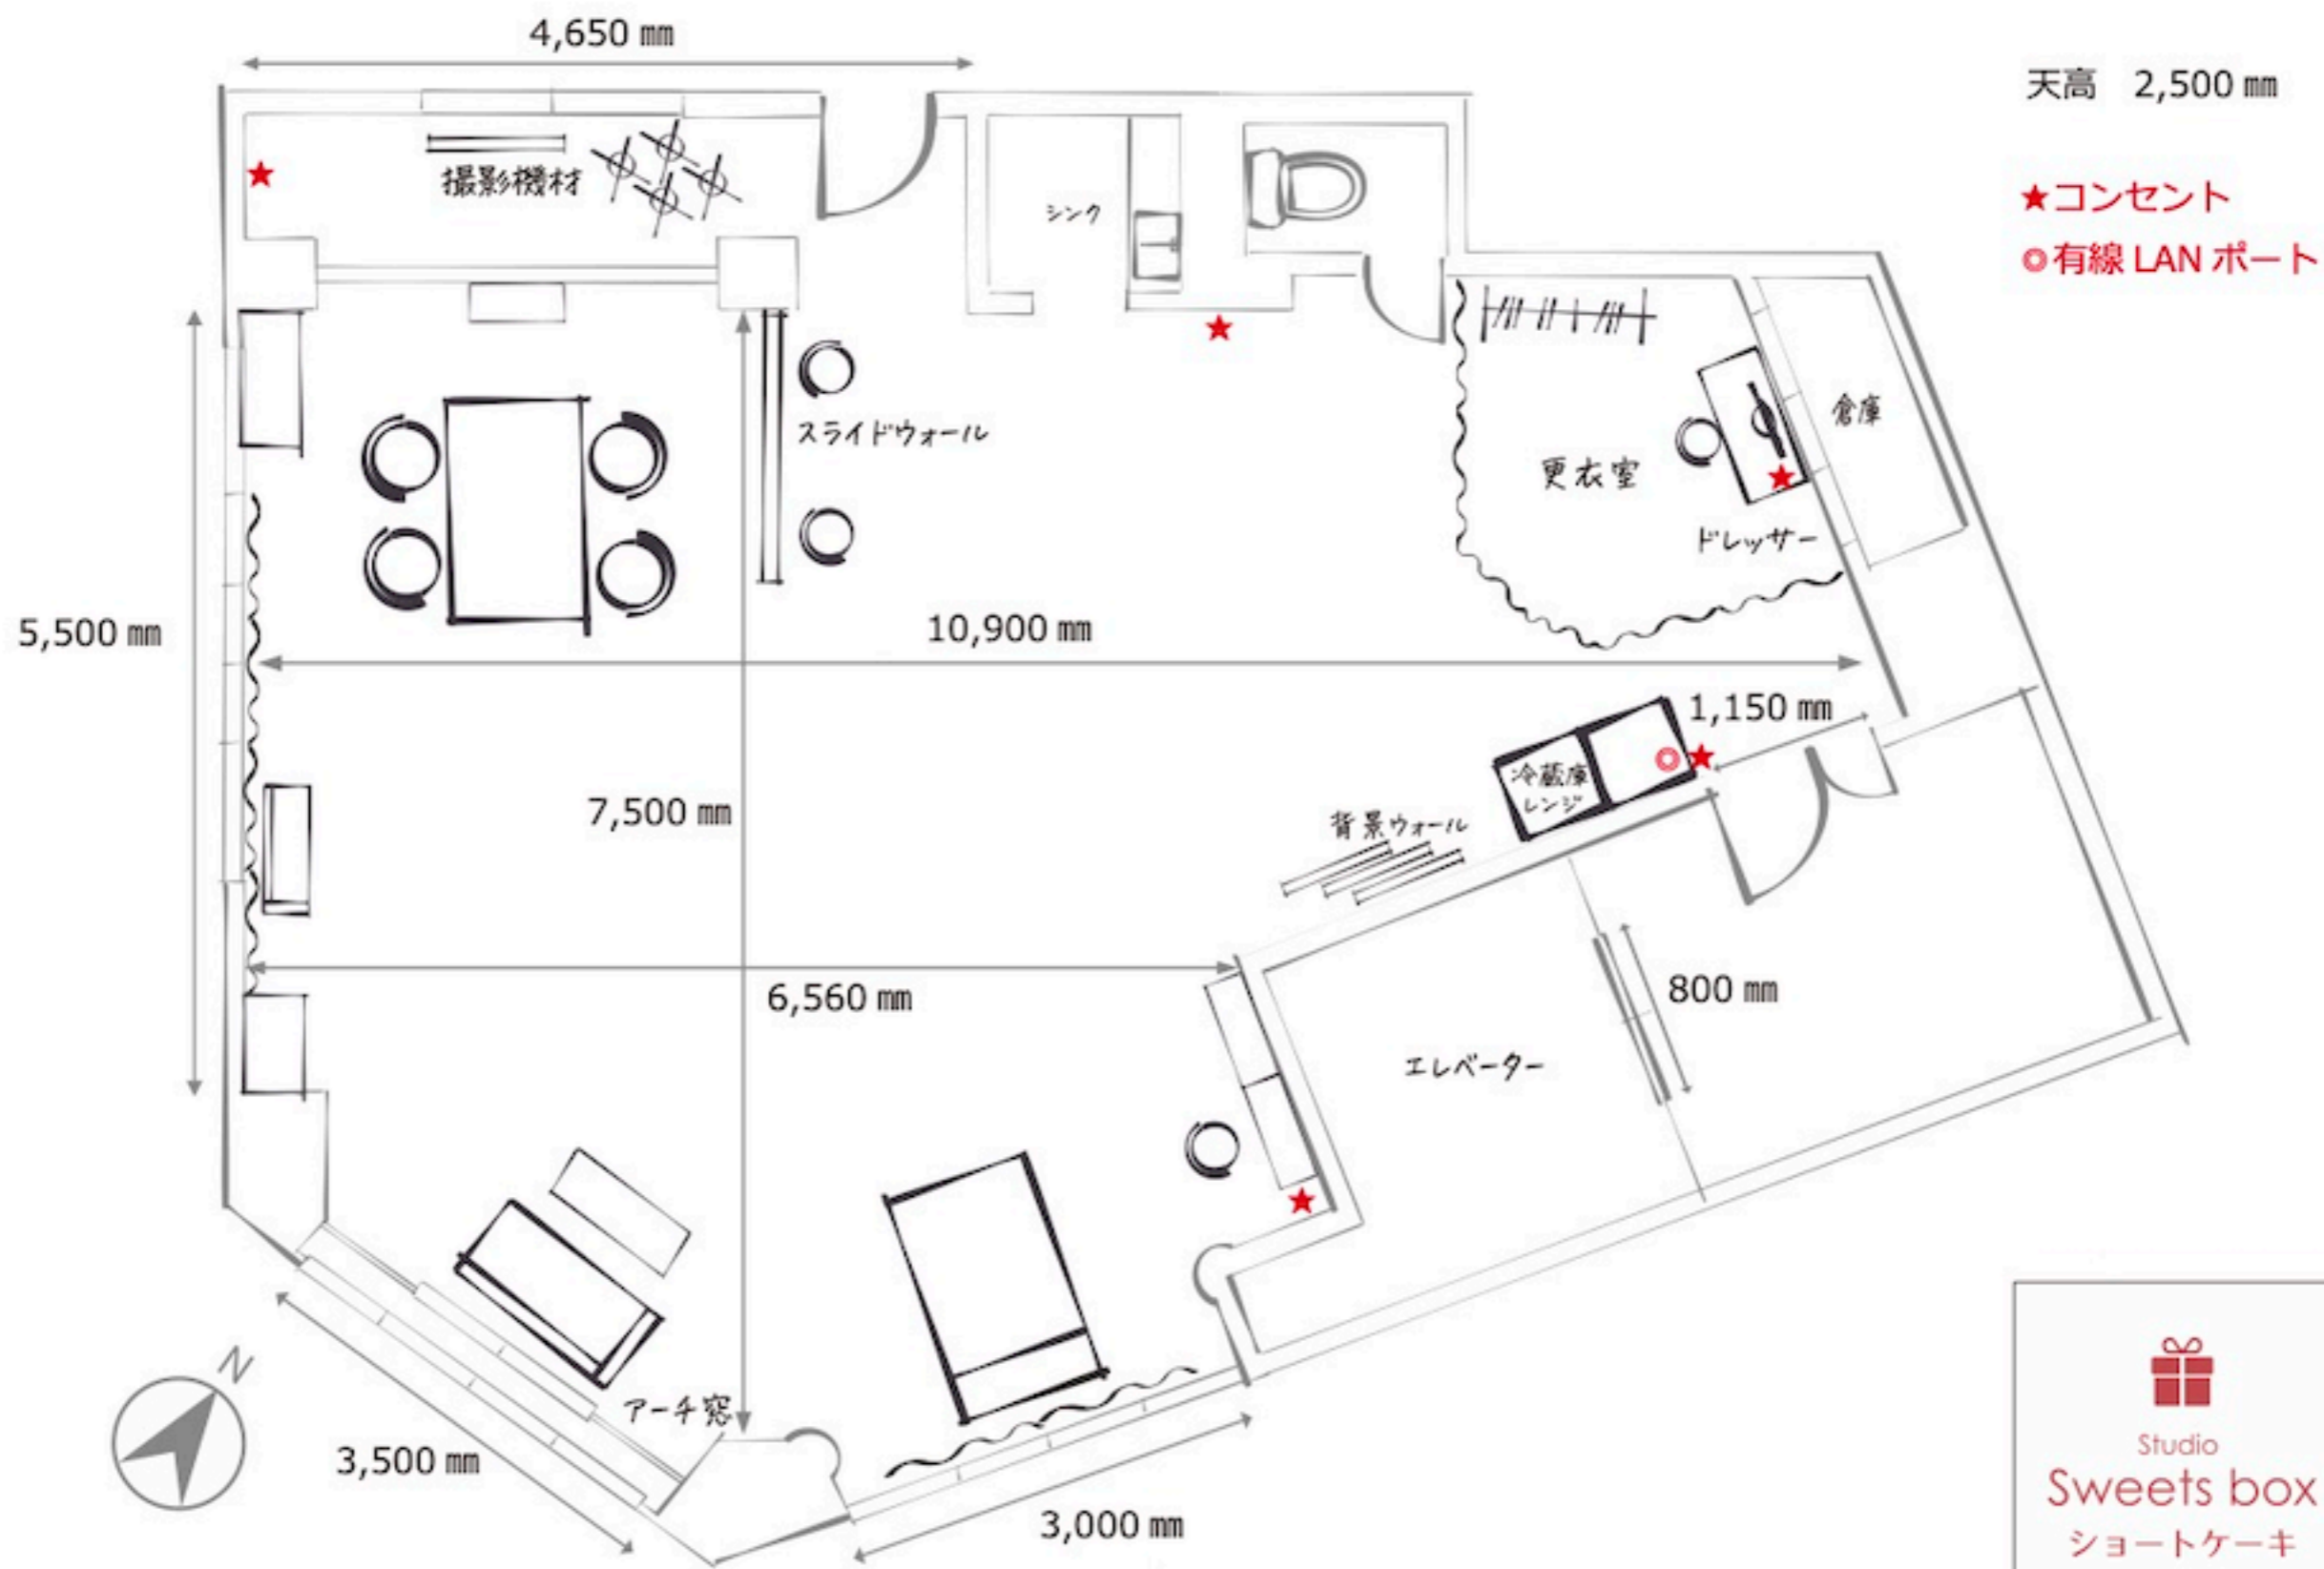 4,650 ㎜
天高 2,500 ㎜
★コンセント
◎有線 LAN ポート
撮影機材
シンク
スライドウォール
更衣室
倉庫
ドレッサー
5,500 ㎜
10,900 ㎜
1,150 ㎜
冷蔵庫
レンジ
7,500 ㎜
背景ウォール
6,560 ㎜
800 ㎜
エレベーター
N
アーチ窓
3,500 ㎜
3,000 ㎜
Studio
Sweets box
ショートケーキ